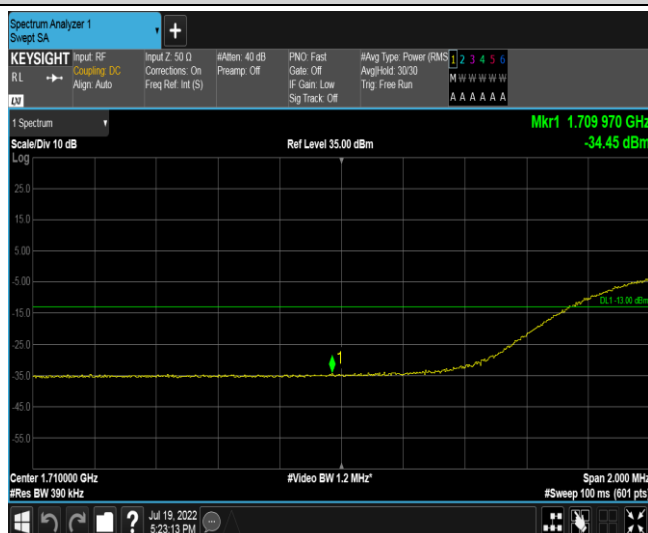 Spectrum Analyzer 1
Swept SA
KEYSIGHT
RL
Input: RF
Coupling: DC
Align: Auto
Input Z: 50 Ω
Corrections: On
Freq Ref: Int (S)
#Atten: 40 dB
Preamp: Off
PNO: Fast
Gate: Off
IF Gain: Low
Sig Track: Off
#Avg Type: Power (RMS
Avg|Hold: 30/30
Trig: Free Run
1 2 3 4 5 6
M W W W W W
A A A A A A
LXI
1 Spectrum
Scale/Div 10 dB
Ref Level 35.00 dBm
Mkr1 1.709 970 GHz
-34.45 dBm
Log
25.0
15.0
5.00
-5.00
DL1 -13.00 dBm
-15.0
-25.0
1
-35.0
-45.0
-55.0
Center 1.710000 GHz
#Video BW 1.2 MHz*
Span 2.000 MHz
#Res BW 390 kHz
#Sweep 100 ms (601 pts)
?
Jul 19, 2022
5:23:13 PM